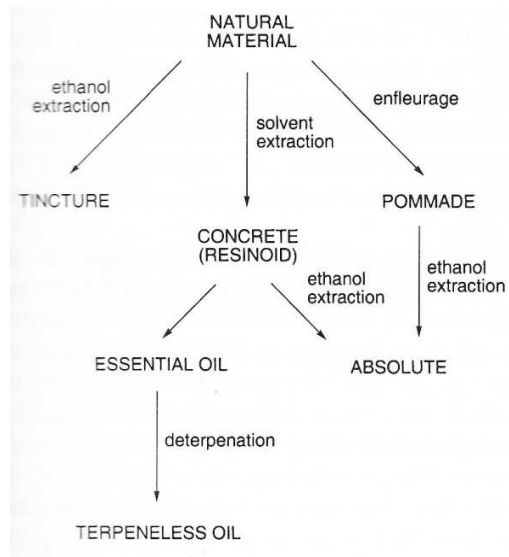 NATURAL
MATERIAL
ethanol
extraction
solvent
extraction
enfleurage
TINCTURE
CONCRETE
(RESINOID)
POMMADE
ethanol
extraction
ethanol
extraction
ESSENTIAL OIL
ABSOLUTE
deterpenation
TERPENELESS OIL